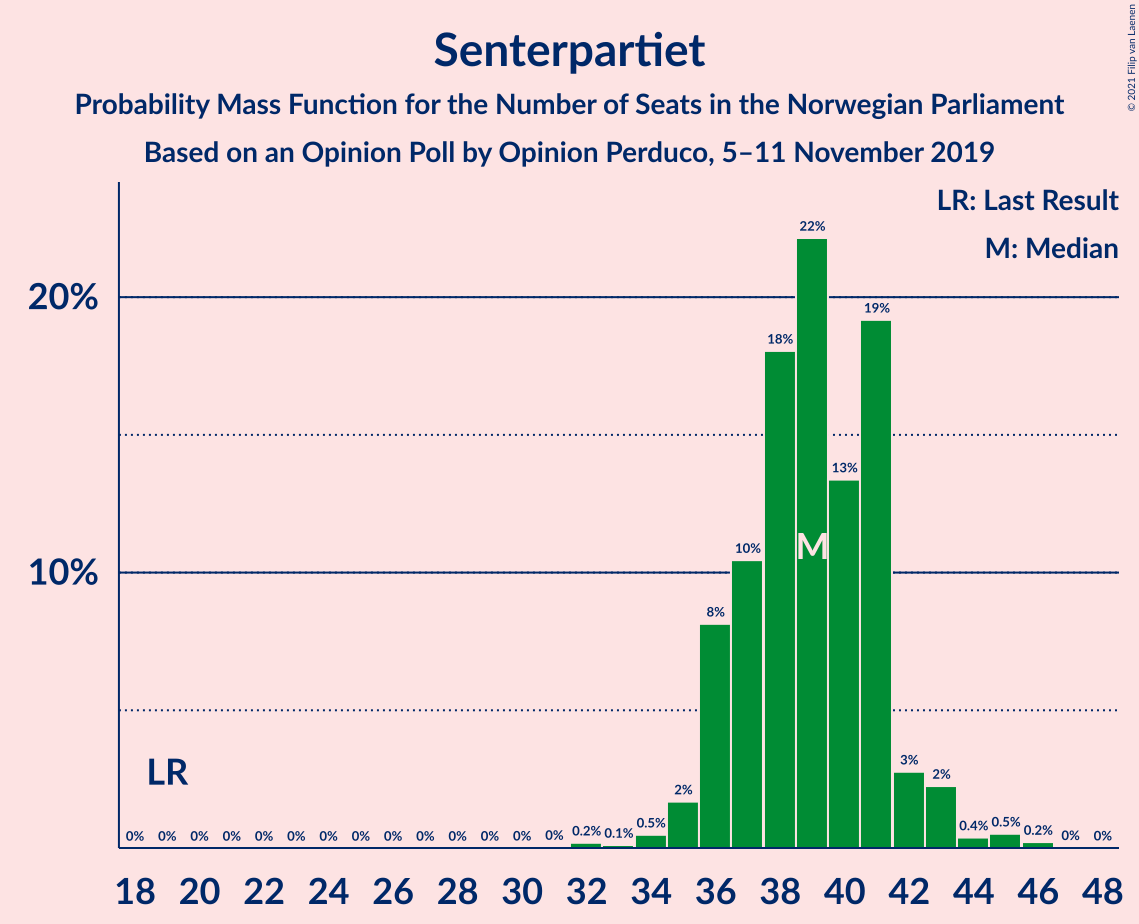 Senterpartiet
Probability Mass Function for the Number of Seats in the Norwegian Parliament
Based on an Opinion Poll by Opinion Perduco, 5–11 November 2019
© 2021 Filip van Laenen
LR: Last Result
M: Median
22%
20%
19%
18%
13%
M
10%
10%
8%
LR
3%
2%
2%
0% 0% 0% 0% 0% 0% 0% 0% 0% 0% 0% 0% 0% 0% 0.2% 0.1% 0.5% 0.4% 0.5% 0.2% 0% 0%
18 20 22 24 26 28 30 32 34 36 38 40 42 44 46 48